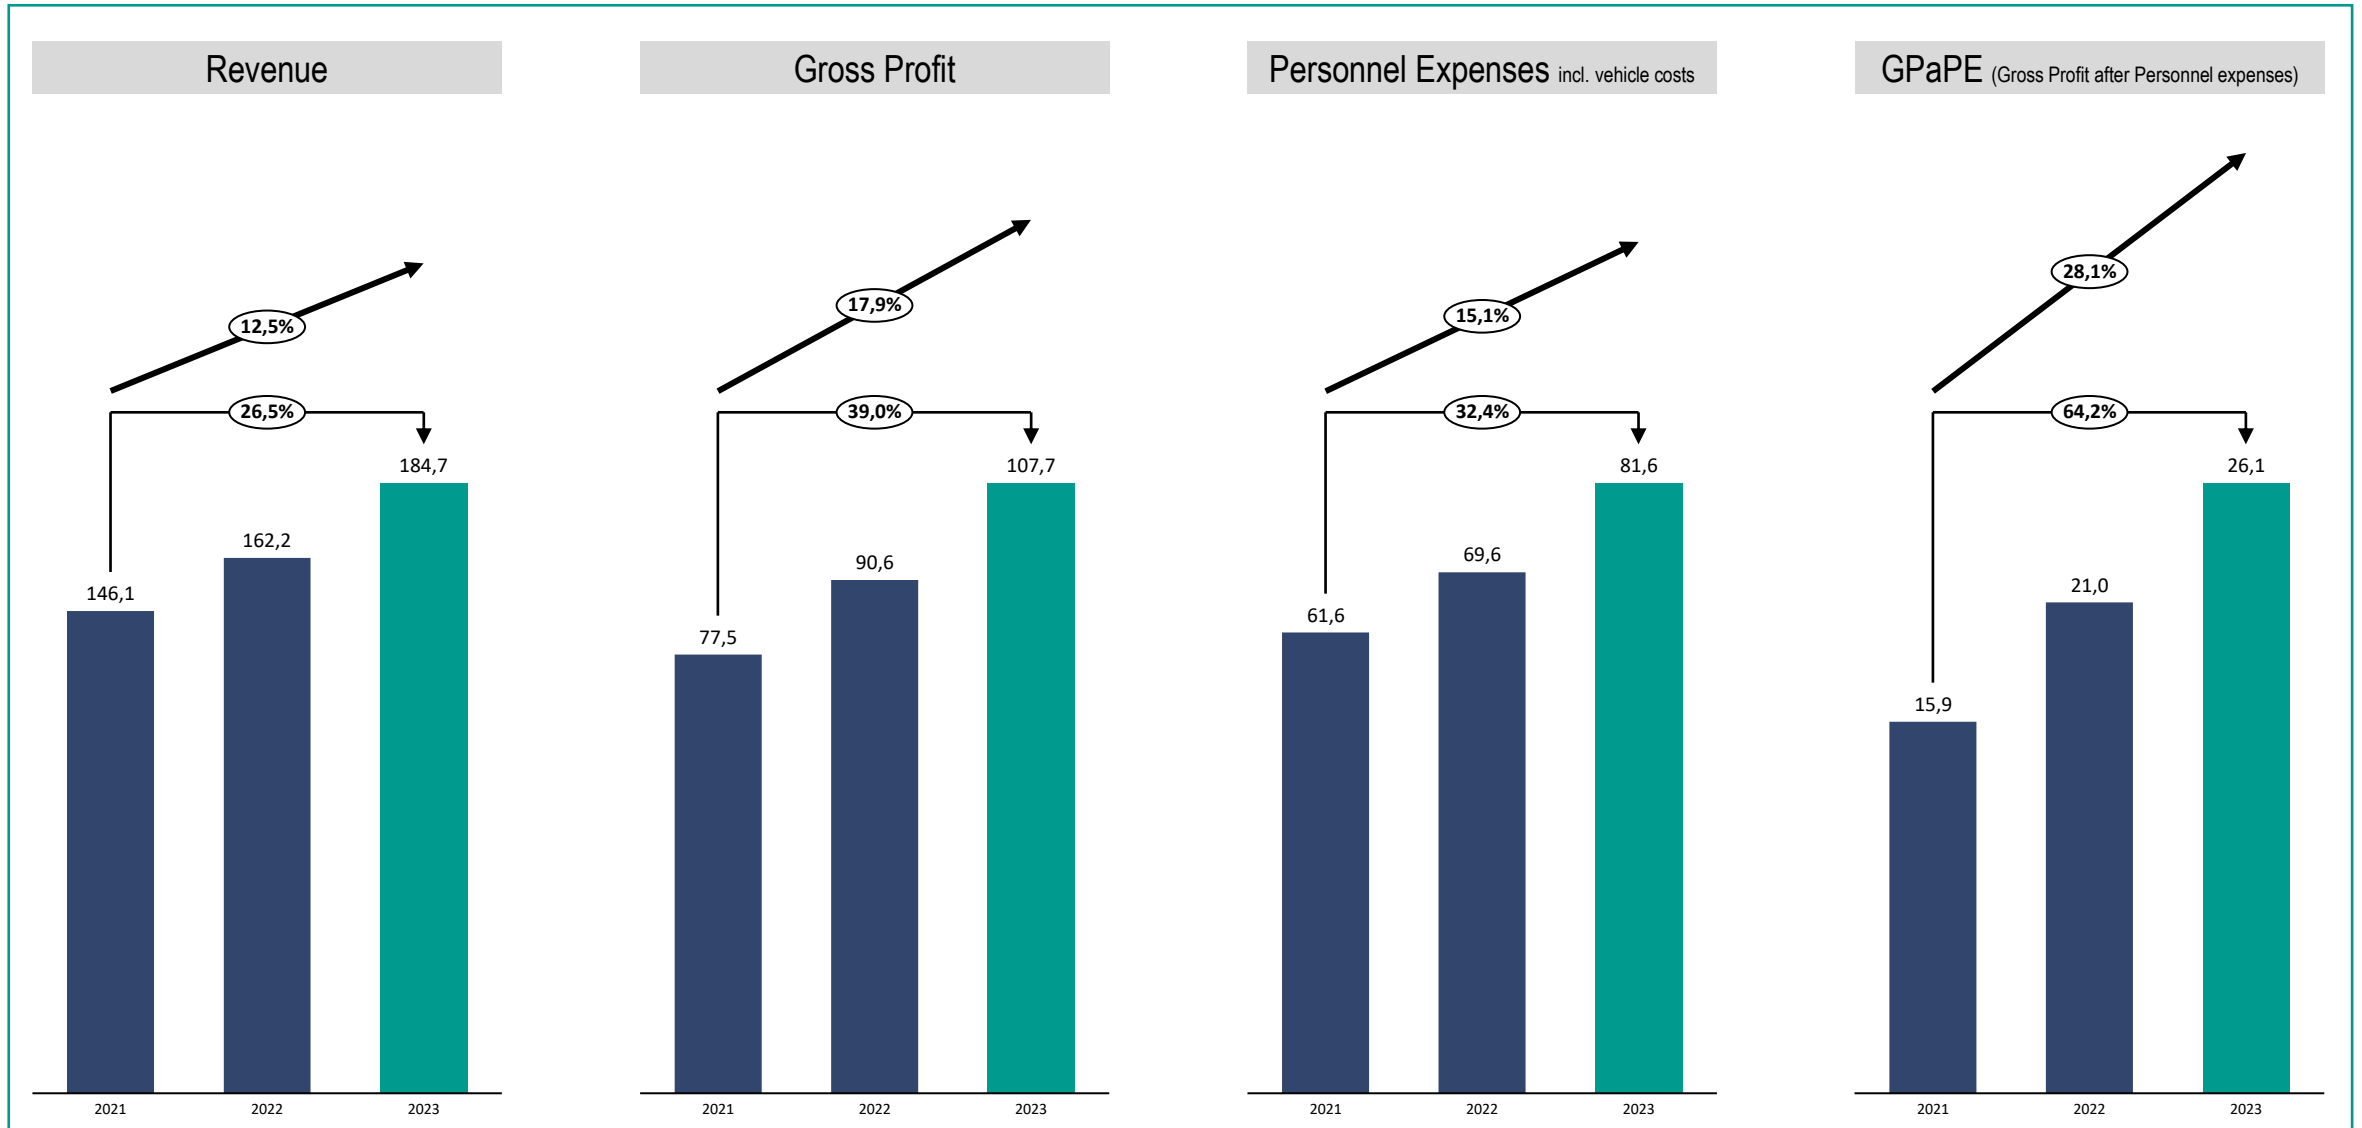 Revenue
12,5%
26,5%
184,7
162,2
146,1
2021 2022 2023
Gross Profit
17,9%
39,0%
107,7
90,6
77,5
2021 2022 2023
Personnel Expenses incl. vehicle costs
15,1%
32,4%
81,6
69,6
61,6
2021 2022 2023
GPaPE (Gross Profit after Personnel expenses)
28,1%
64,2%
26,1
21,0
15,9
2021 2022 2023